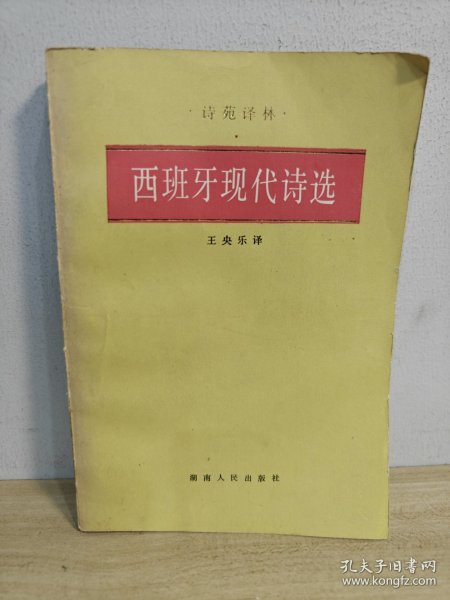 ·诗苑译林·
西班牙现代诗选
王央乐译
湖南人民出版社
孔夫子旧书网
www.kongfz.com